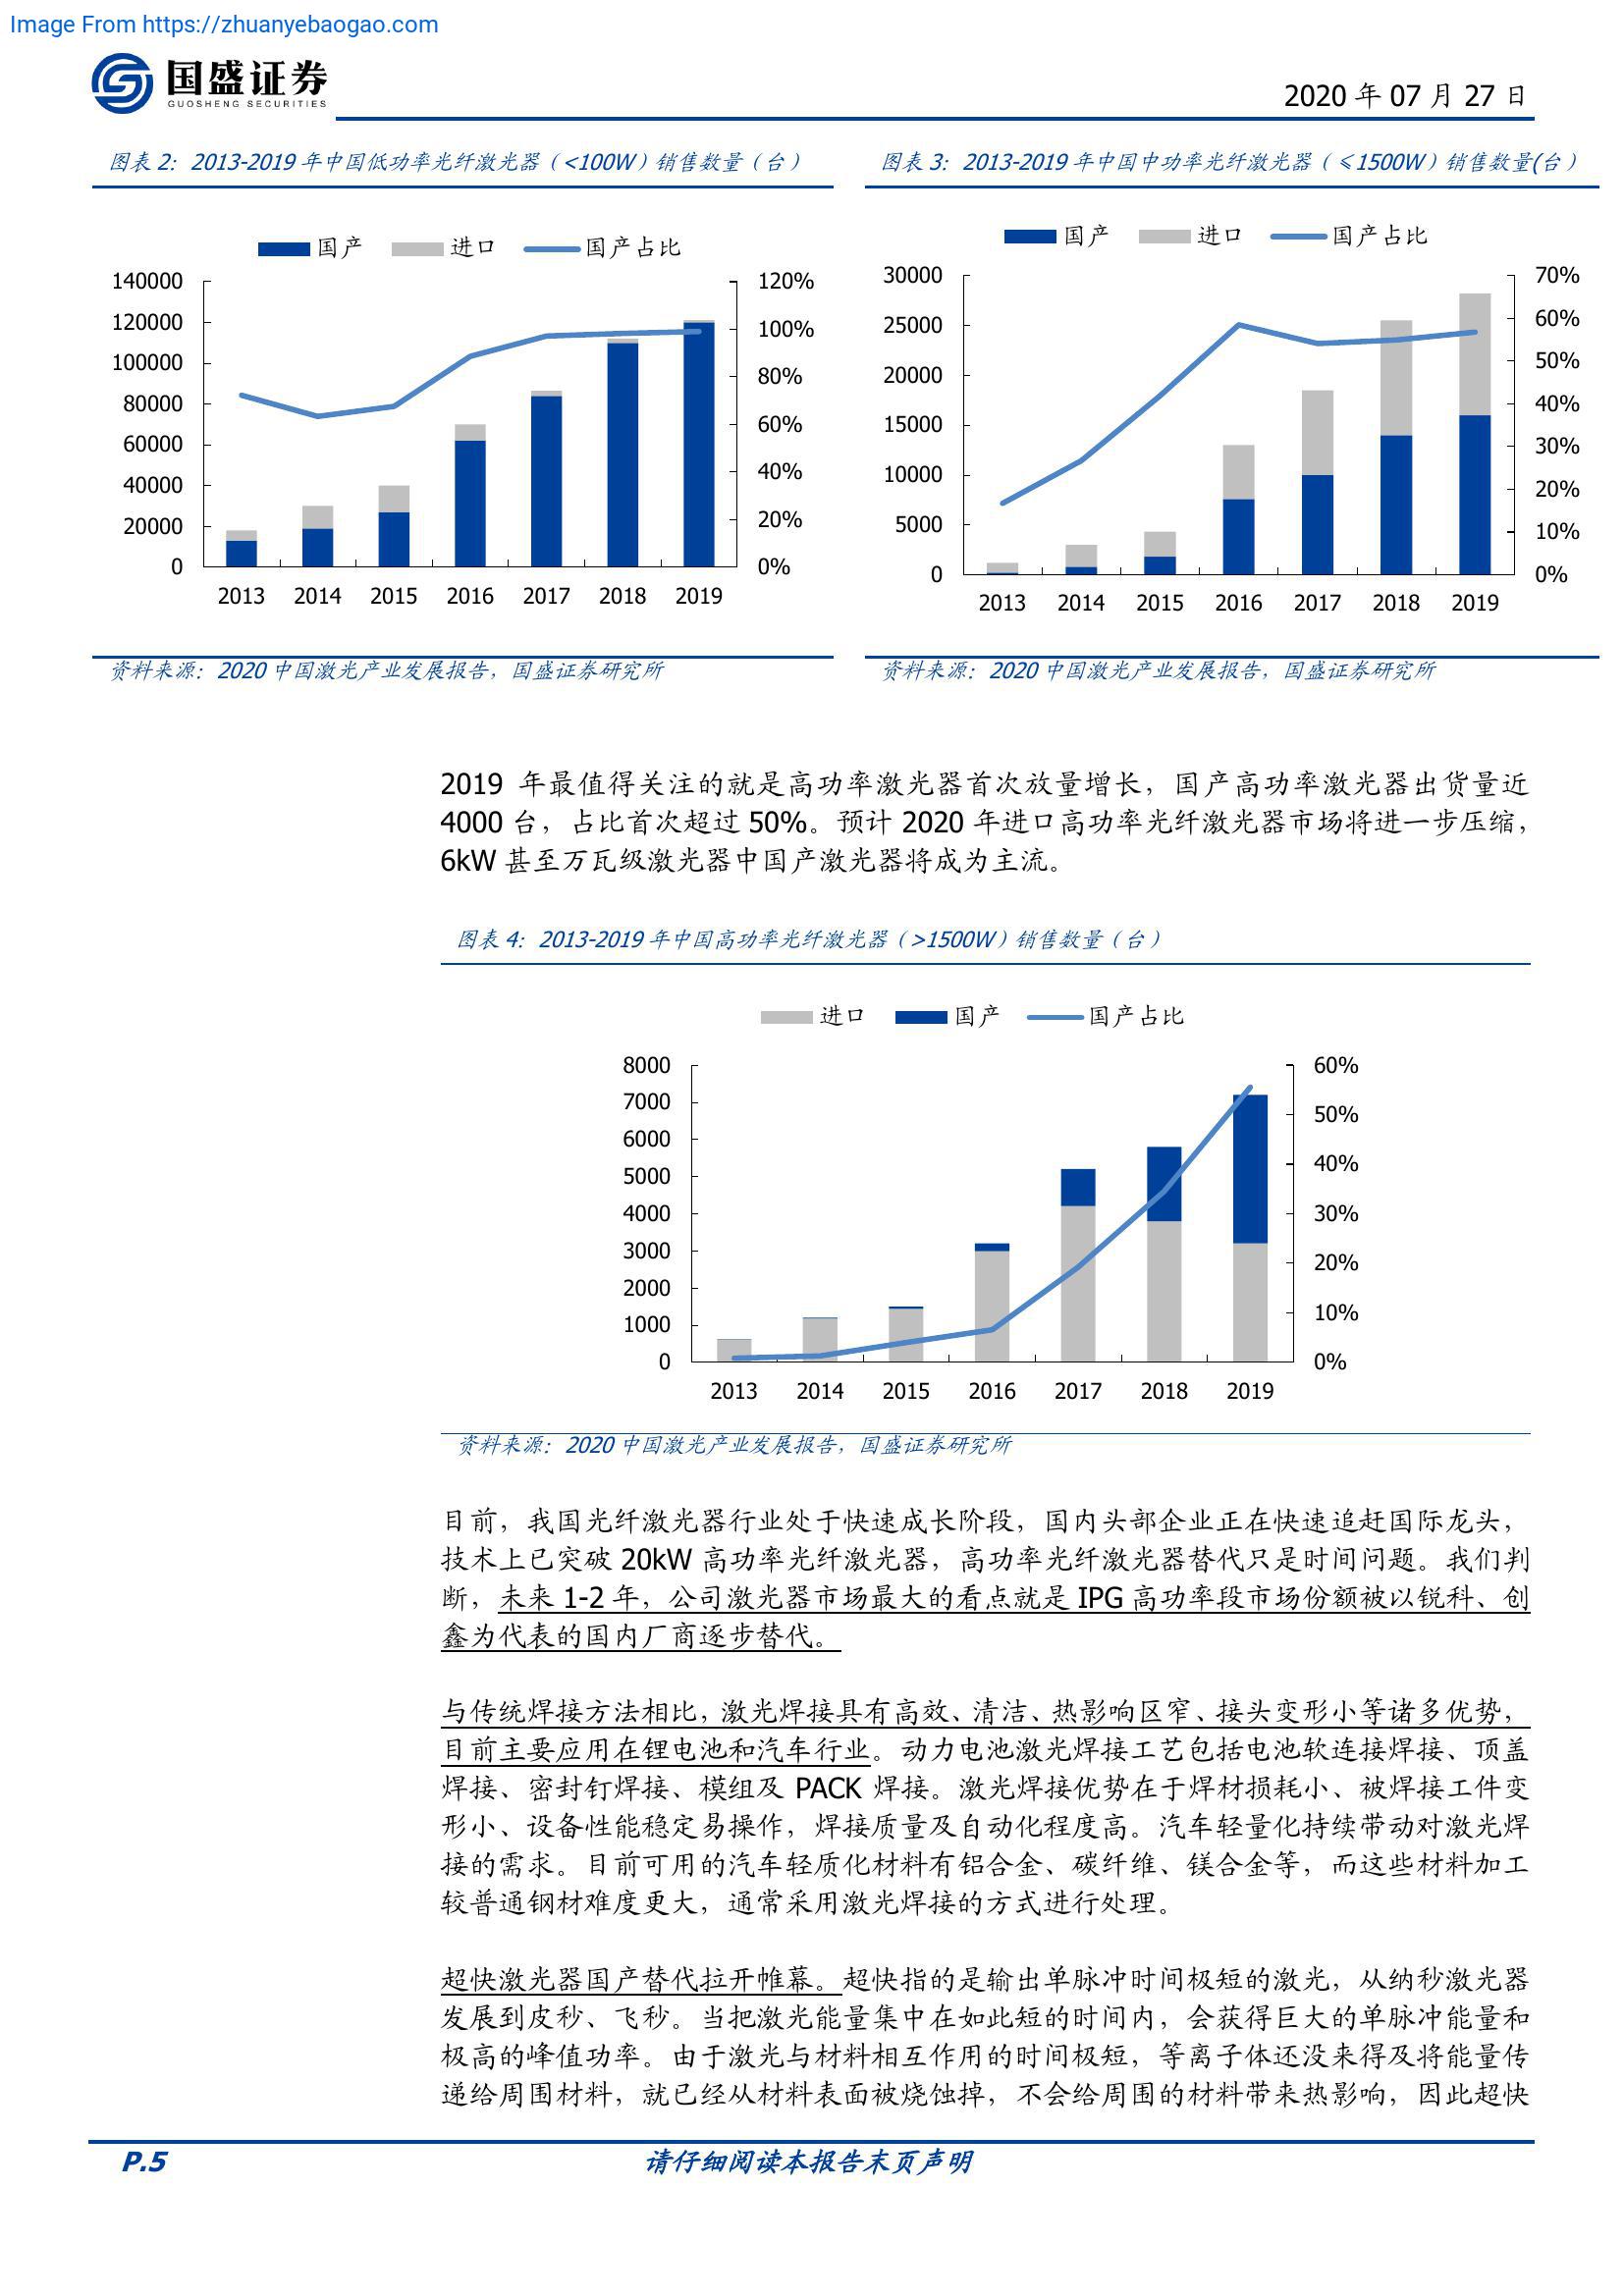 Image From https://zhuanyebaogao.com
国盛证券
GUOSHENG SECURITIES
2020 年 07 月 27 日
图表 2：2013-2019 年中国低功率光纤激光器（<100W）销售数量（台）
国产 进口 国产占比
140000
120000
100000
80000
60000
40000
20000
0
120%
100%
80%
60%
40%
20%
0%
2013 2014 2015 2016 2017 2018 2019
资料来源：2020 中国激光产业发展报告，国盛证券研究所
图表 3：2013-2019 年中国中功率光纤激光器（≤1500W）销售数量(台）
国产 进口 国产占比
30000
25000
20000
15000
10000
5000
0
70%
60%
50%
40%
30%
20%
10%
0%
2013 2014 2015 2016 2017 2018 2019
资料来源：2020 中国激光产业发展报告，国盛证券研究所
2019 年最值得关注的就是高功率激光器首次放量增长，国产高功率激光器出货量近
4000 台，占比首次超过 50%。预计 2020 年进口高功率光纤激光器市场将进一步压缩，
6kW 甚至万瓦级激光器中国产激光器将成为主流。
图表 4：2013-2019 年中国高功率光纤激光器（>1500W）销售数量（台）
进口 国产 国产占比
8000
7000
6000
5000
4000
3000
2000
1000
0
60%
50%
40%
30%
20%
10%
0%
2013 2014 2015 2016 2017 2018 2019
资料来源：2020 中国激光产业发展报告，国盛证券研究所
目前，我国光纤激光器行业处于快速成长阶段，国内头部企业正在快速追赶国际龙头，
技术上已突破 20kW 高功率光纤激光器，高功率光纤激光器替代只是时间问题。我们判
断，未来 1-2 年，公司激光器市场最大的看点就是 IPG 高功率段市场份额被以锐科、创
鑫为代表的国内厂商逐步替代。
与传统焊接方法相比，激光焊接具有高效、清洁、热影响区窄、接头变形小等诸多优势，
目前主要应用在锂电池和汽车行业。动力电池激光焊接工艺包括电池软连接焊接、顶盖
焊接、密封钉焊接、模组及 PACK 焊接。激光焊接优势在于焊材损耗小、被焊接工件变
形小、设备性能稳定易操作，焊接质量及自动化程度高。汽车轻量化持续带动对激光焊
接的需求。目前可用的汽车轻质化材料有铝合金、碳纤维、镁合金等，而这些材料加工
较普通钢材难度更大，通常采用激光焊接的方式进行处理。
超快激光器国产替代拉开帷幕。超快指的是输出单脉冲时间极短的激光，从纳秒激光器
发展到皮秒、飞秒。当把激光能量集中在如此短的时间内，会获得巨大的单脉冲能量和
极高的峰值功率。由于激光与材料相互作用的时间极短，等离子体还没来得及将能量传
递给周围材料，就已经从材料表面被烧蚀掉，不会给周围的材料带来热影响，因此超快
P.5
请仔细阅读本报告末页声明